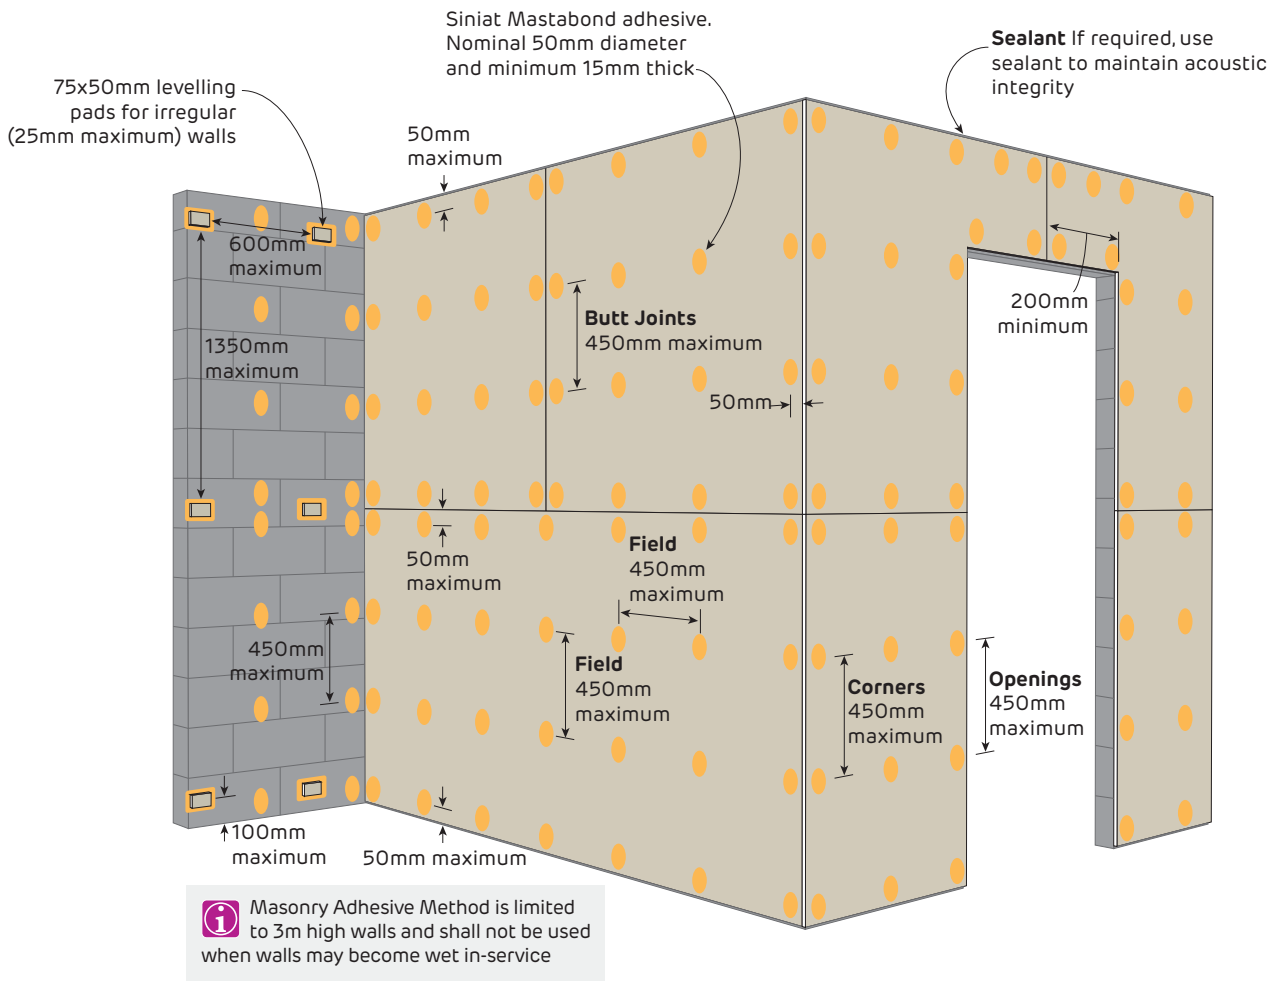 Siniat Mastabond adhesive.
Nominal 50mm diameter
and minimum 15mm thick
Sealant If required, use
sealant to maintain acoustic
integrity
75x50mm levelling
pads for irregular
(25mm maximum) walls
50mm
maximum
600mm
maximum
200mm
minimum
Butt Joints
450mm maximum
1350mm
maximum
50mm
50mm
maximum
Field
450mm
maximum
450mm
maximum
Field
450mm
maximum
Corners
450mm
maximum
Openings
450mm
maximum
100mm
maximum
50mm maximum
Masonry Adhesive Method is limited
to 3m high walls and shall not be used
when walls may become wet in-service